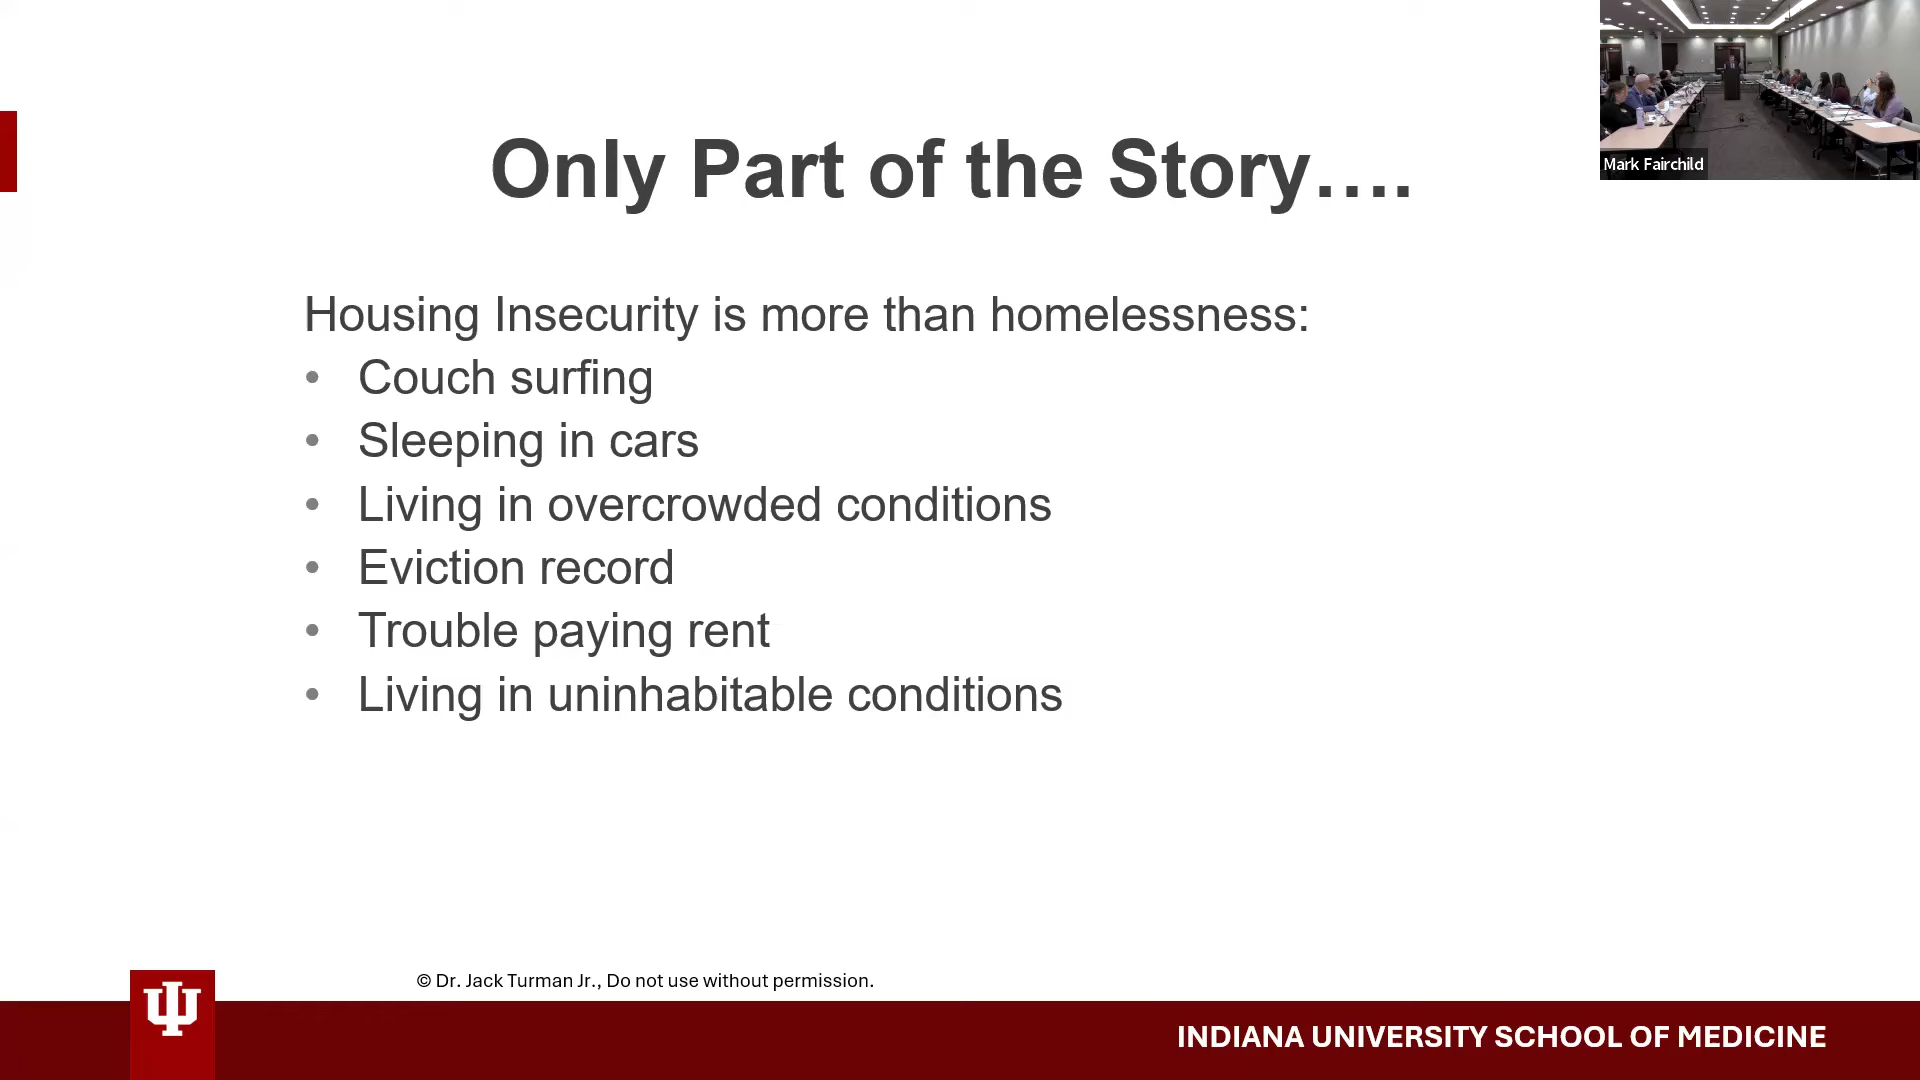 Mark Fairchild
Only Part of the Story....
Housing Insecurity is more than homelessness:
• Couch surfing
• Sleeping in cars
• Living in overcrowded conditions
• Eviction record
• Trouble paying rent
• Living in uninhabitable conditions
© Dr. Jack Turman Jr., Do not use without permission.
INDIANA UNIVERSITY SCHOOL OF MEDICINE